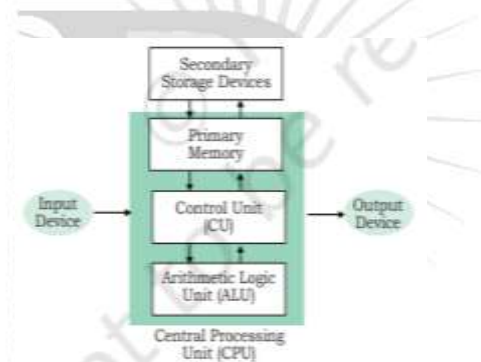 Secondary
Storage Devices
Primary
Memory
Input
Device
Control Unit
(CU)
Output
Device
Arithmetic Logic
Unit (ALU)
Central Processing
Unit (CPU)